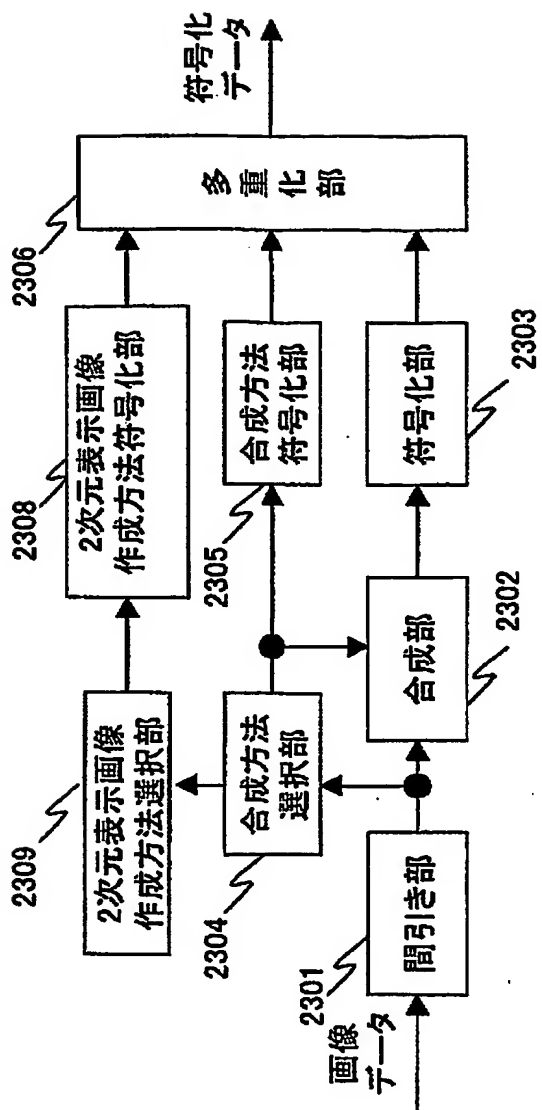 画像
データ
2301
間引き部
2304
合成方法
選択部
2309
2次元表示画像
作成方法選択部
2302
合成部
2305
合成方法
符号化部
2308
2次元表示画像
作成方法符号化部
2303
符号化部
2306
多重化部
符号化
データ